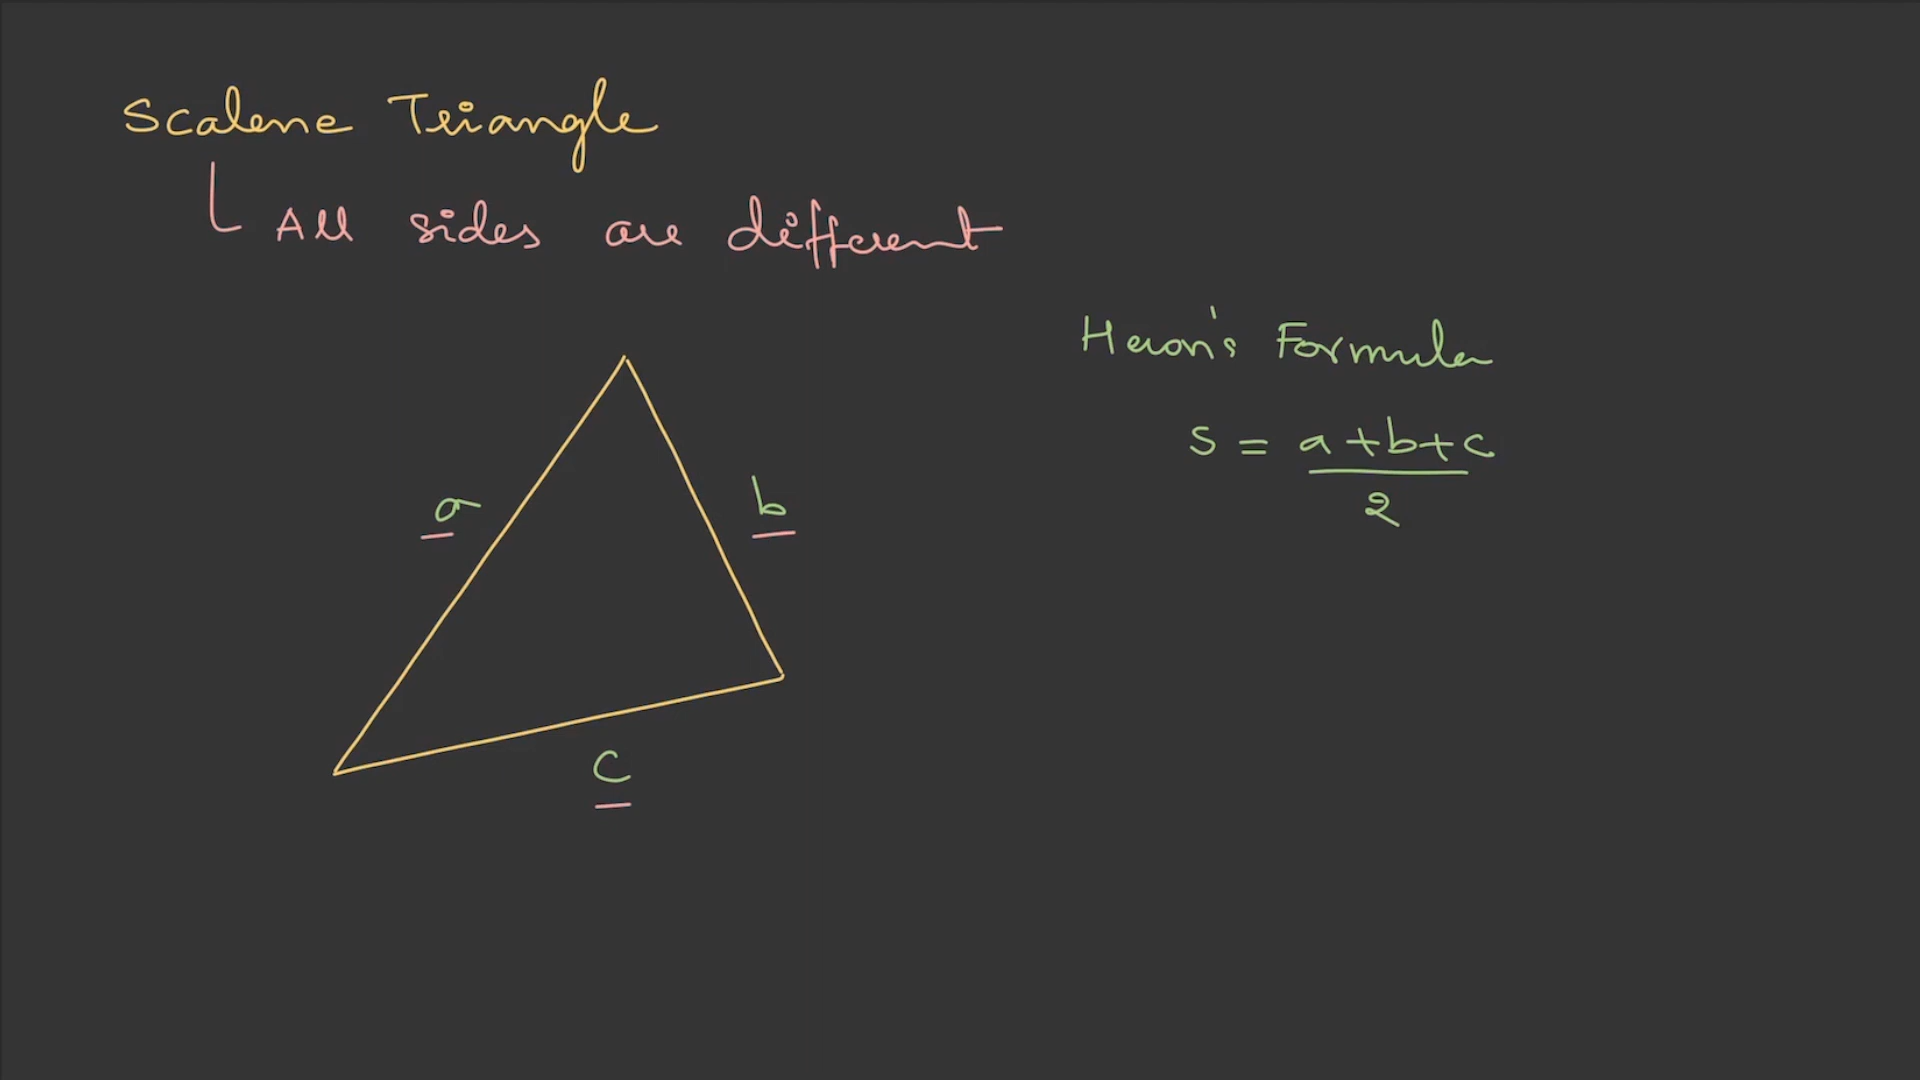 Scalene Triangle
All sides are different
Heron's Formula
s = a+b+c
2
a
b
c